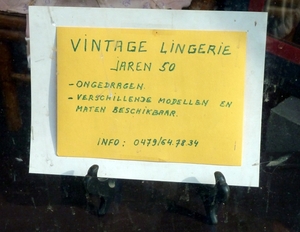 VINTAGE LINGERIE
JAREN 50
- ONGEDRAGEN.
- VERSCHILLENDE MODELLEN EN
MATEN BESCHIKBAAR.
INFO : 0479/64.78.34